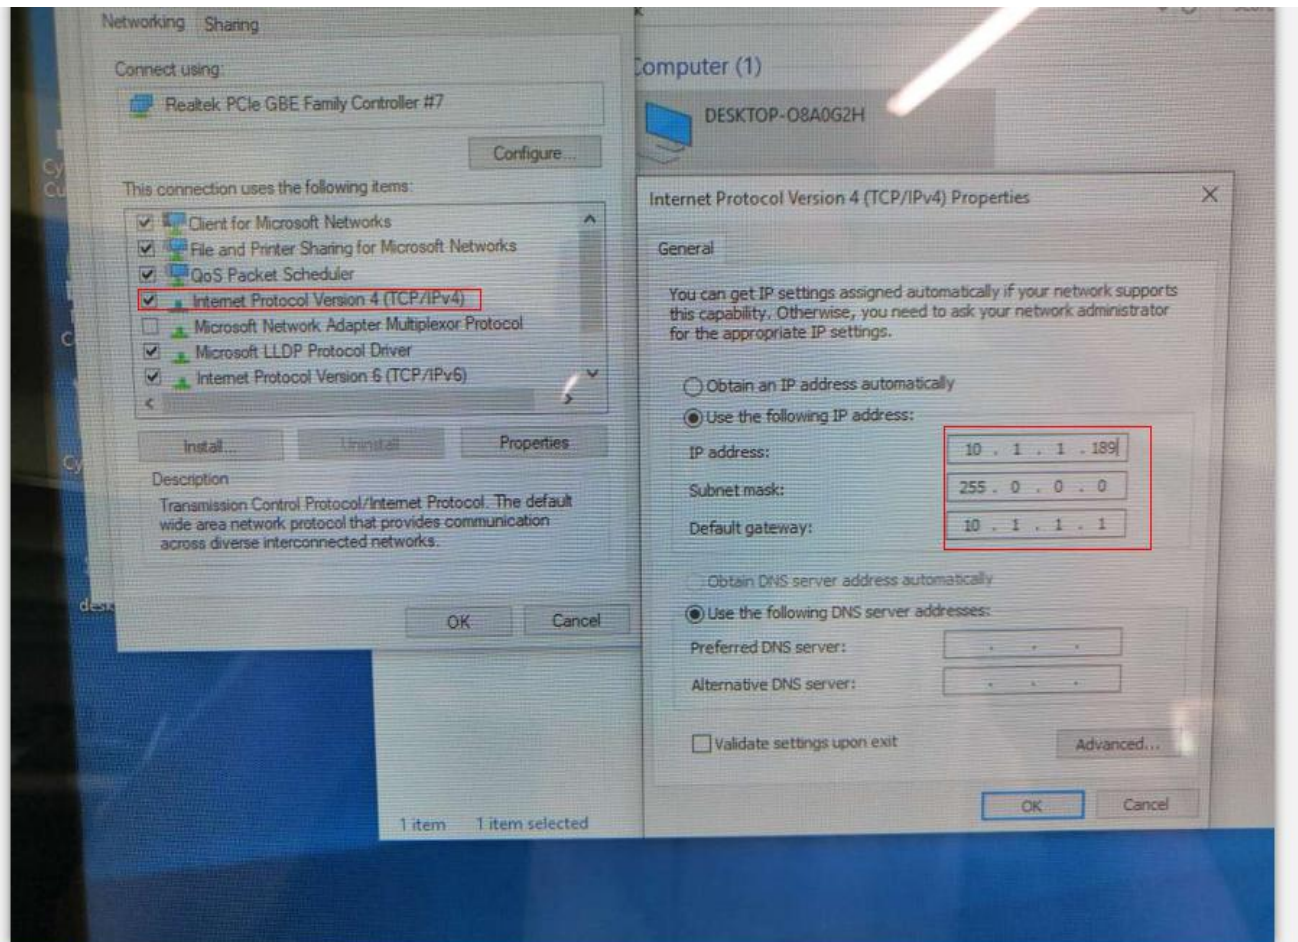 Networking Sharing
Connect using:
Realtek PCIe GBE Family Controller #7
Configure...
This connection uses the following items:
Client for Microsoft Networks
File and Printer Sharing for Microsoft Networks
QoS Packet Scheduler
Internet Protocol Version 4 (TCP/IPv4)
Microsoft Network Adapter Multiplexor Protocol
Microsoft LLDP Protocol Driver
Internet Protocol Version 6 (TCP/IPv6)
Install... Uninstall Properties
Description
Transmission Control Protocol/Internet Protocol. The default
wide area network protocol that provides communication
across diverse interconnected networks.
OK Cancel
Computer (1)
DESKTOP-O8A0G2H
Internet Protocol Version 4 (TCP/IPv4) Properties
General
You can get IP settings assigned automatically if your network supports
this capability. Otherwise, you need to ask your network administrator
for the appropriate IP settings.
Obtain an IP address automatically
Use the following IP address:
IP address: 10 . 1 . 1 . 189
Subnet mask: 255 . 0 . 0 . 0
Default gateway: 10 . 1 . 1 . 1
Obtain DNS server address automatically
Use the following DNS server addresses:
Preferred DNS server: . . .
Alternative DNS server: . . .
Validate settings upon exit
Advanced...
OK Cancel
1 item 1 item selected